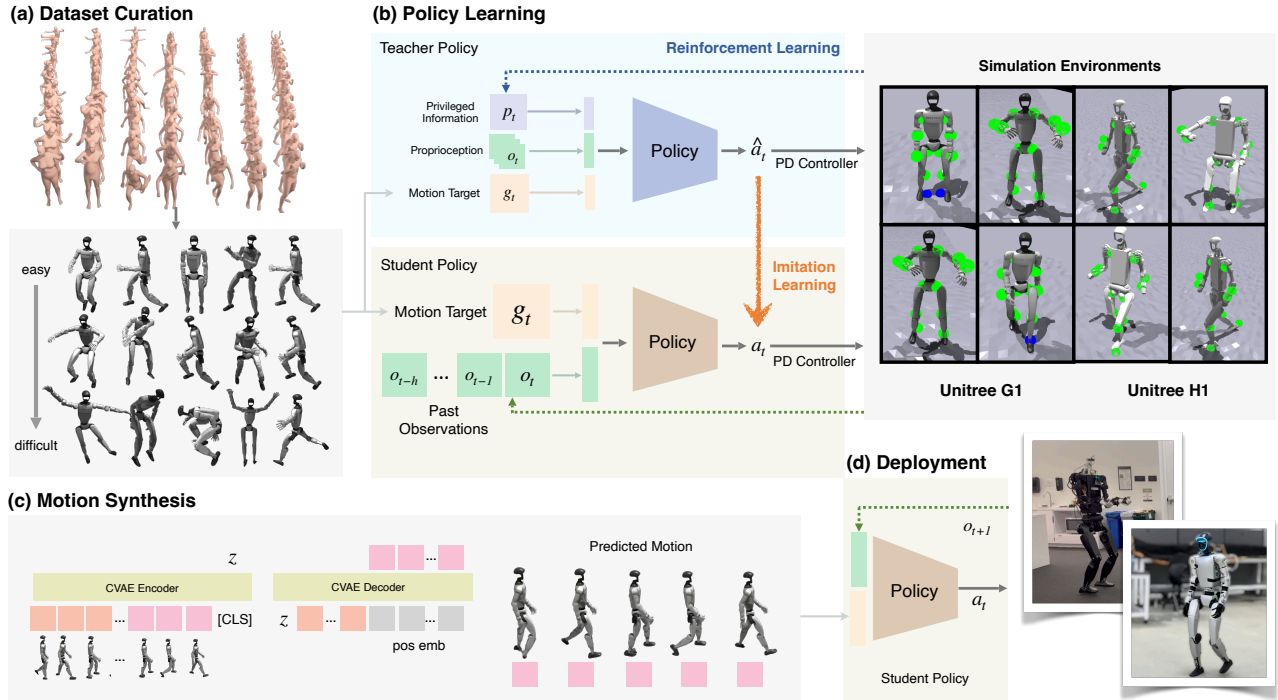 (a) Dataset Curation
easy
difficult
(b) Policy Learning
Teacher Policy
Reinforcement Learning
Privileged
Information
p_t
Proprioception
o_t
Motion Target
g_t
Policy
â_t
PD Controller
Student Policy
Imitation
Learning
Motion Target
g_t
o_{t-h}
...
o_{t-1}
o_t
Past
Observations
Policy
a_t
PD Controller
Simulation Environments
Unitree G1
Unitree H1
(c) Motion Synthesis
z
CVAE Encoder
...
[CLS]
...
...
CVAE Decoder
z
...
...
pos emb
Predicted Motion
(d) Deployment
o_{t+1}
Policy
a_t
Student Policy